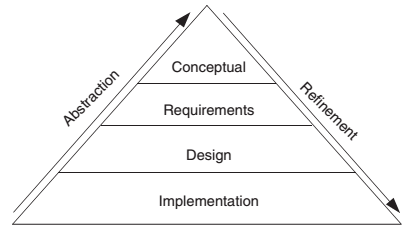 Conceptual
Abstraction
Refinement
Requirements
Design
Implementation